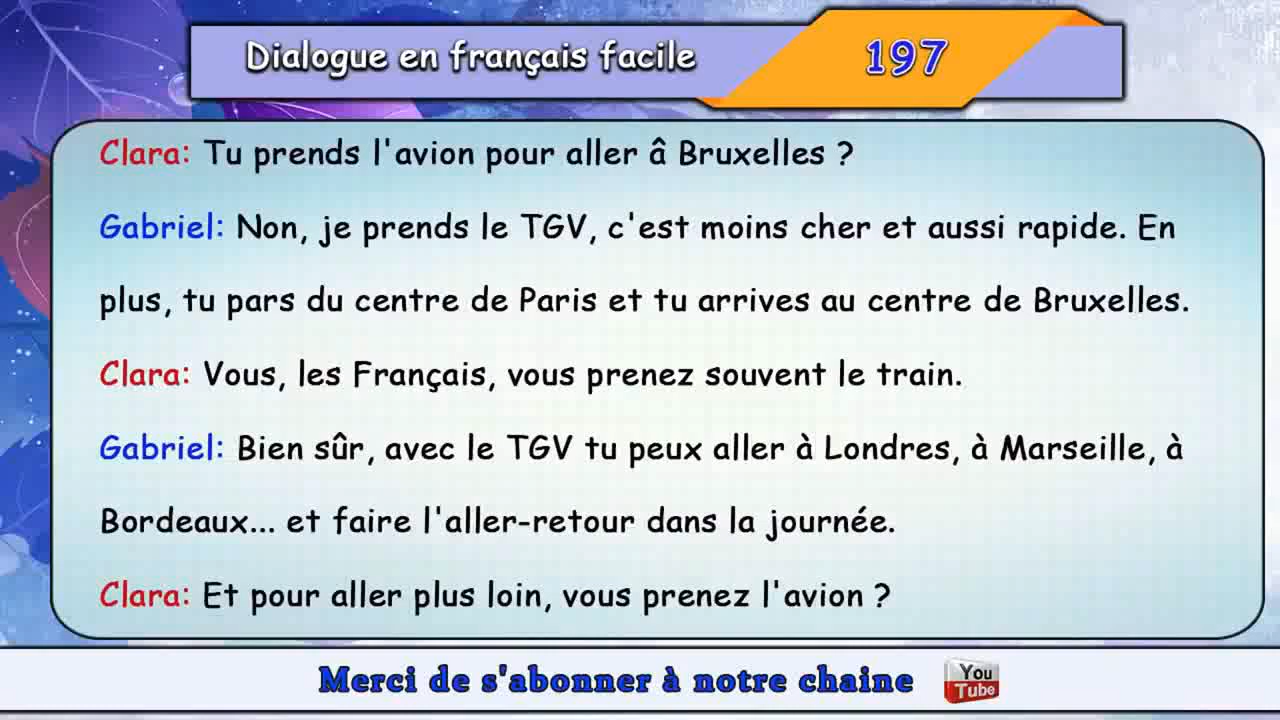 Dialogue en français facile
197
Clara: Tu prends l'avion pour aller â Bruxelles ?
Gabriel: Non, je prends le TGV, c'est moins cher et aussi rapide. En
plus, tu pars du centre de Paris et tu arrives au centre de Bruxelles.
Clara: Vous, les Français, vous prenez souvent le train.
Gabriel: Bien sûr, avec le TGV tu peux aller à Londres, à Marseille, à
Bordeaux... et faire l'aller-retour dans la journée.
Clara: Et pour aller plus loin, vous prenez l'avion ?
Merci de s'abonner à notre chaine
You
Tube